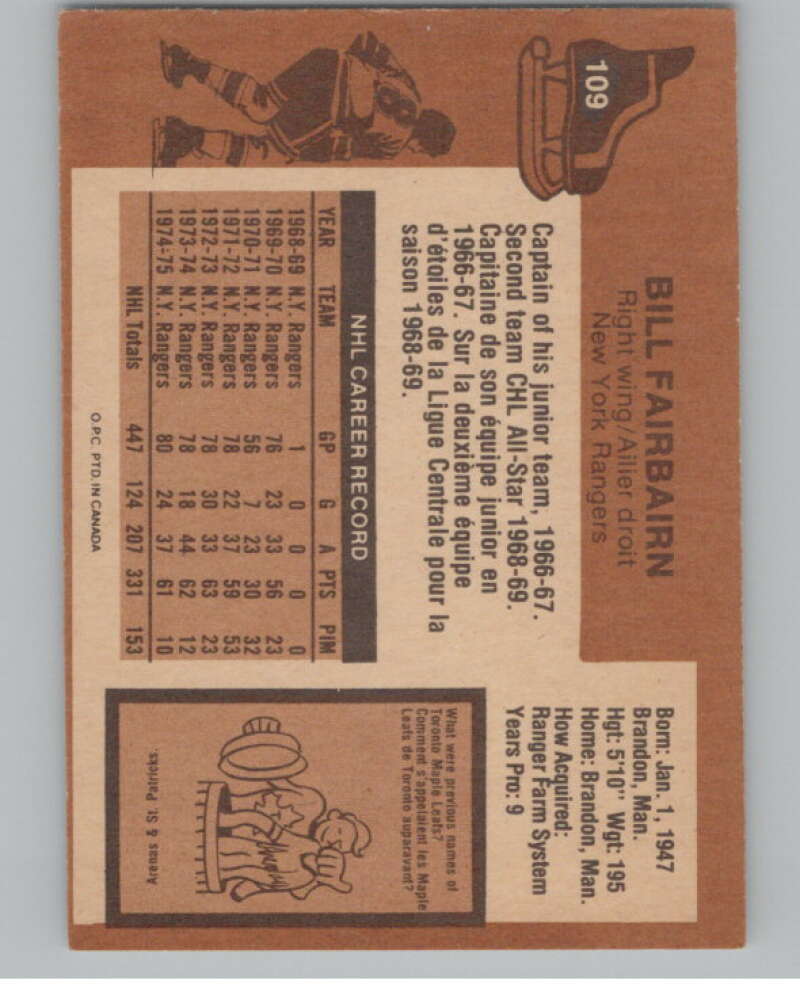 109
BILL FAIRBAIRN
Right wing/Ailier droit
New York Rangers
Born: Jan. 1, 1947
Brandon, Man.
Hgt: 5'10" Wgt: 195
Home: Brandon, Man.
How Acquired:
Ranger Farm System
Years Pro: 9
Captain of his junior team, 1966-67.
Second team CHL All-Star 1968-69.
Capitaine de son équipe junior en
1966-67. Sur la deuxième équipe
d'étoiles de la Ligue Centrale pour la
saison 1968-69.
NHL CAREER RECORD
YEAR TEAM GP G A PTS PIM
1968-69 N.Y. Rangers 1 0 0 0 0
1969-70 N.Y. Rangers 76 23 33 56 23
1970-71 N.Y. Rangers 56 7 23 30 32
1971-72 N.Y. Rangers 78 22 37 59 53
1972-73 N.Y. Rangers 78 30 33 63 23
1973-74 N.Y. Rangers 78 18 44 62 12
1974-75 N.Y. Rangers 80 24 37 61 10
NHL Totals 447 124 207 331 153
What were previous names of
Toronto Maple Leafs?
Comment s'appelaient les Maple
Leafs de Toronto auparavant?
Arenas & St. Patricks.
O.P.C. PTD. IN CANADA
8